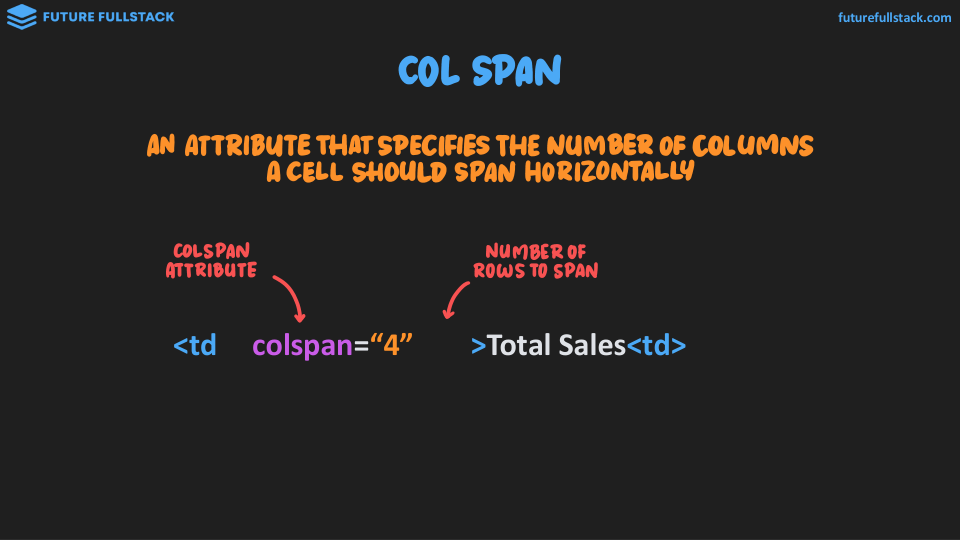 FUTURE FULLSTACK
futurefullstack.com
COL SPAN
AN ATTRIBUTE THAT SPECIFIES THE NUMBER OF COLUMNS
A CELL SHOULD SPAN HORIZONTALLY
COLSPAN
ATTRIBUTE
NUMBER OF
ROWS TO SPAN
<td colspan=“4” >Total Sales<td>